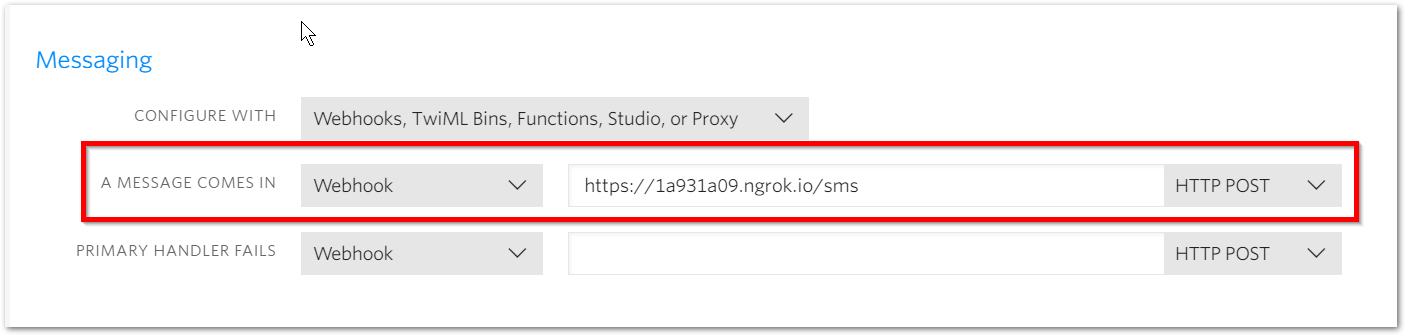 Messaging
CONFIGURE WITH Webhooks, TwiML Bins, Functions, Studio, or Proxy
A MESSAGE COMES IN Webhook https://1a931a09.ngrok.io/sms HTTP POST
PRIMARY HANDLER FAILS Webhook HTTP POST